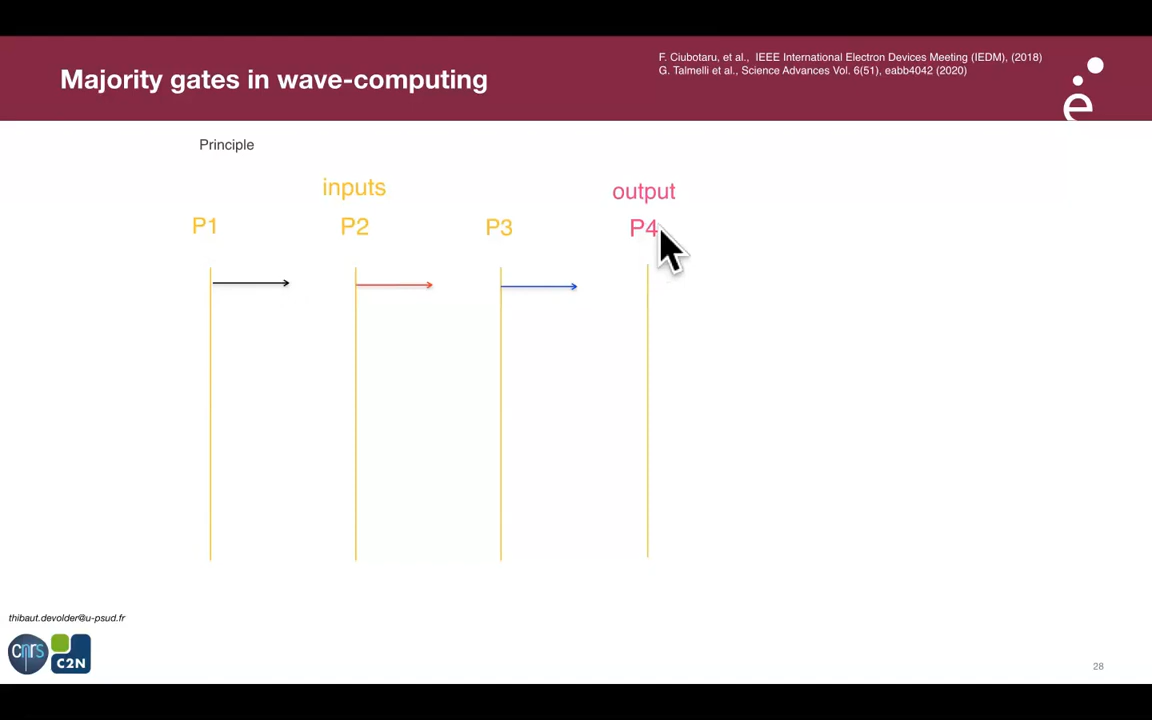 Majority gates in wave-computing
F. Ciubotaru, et al., IEEE International Electron Devices Meeting (IEDM), (2018)
G. Talmelli et al., Science Advances Vol. 6(51), eabb4042 (2020)
e
Principle
inputs
output
P1
P2
P3
P4
thibaut.devolder@u-psud.fr
cnrs
C2N
28